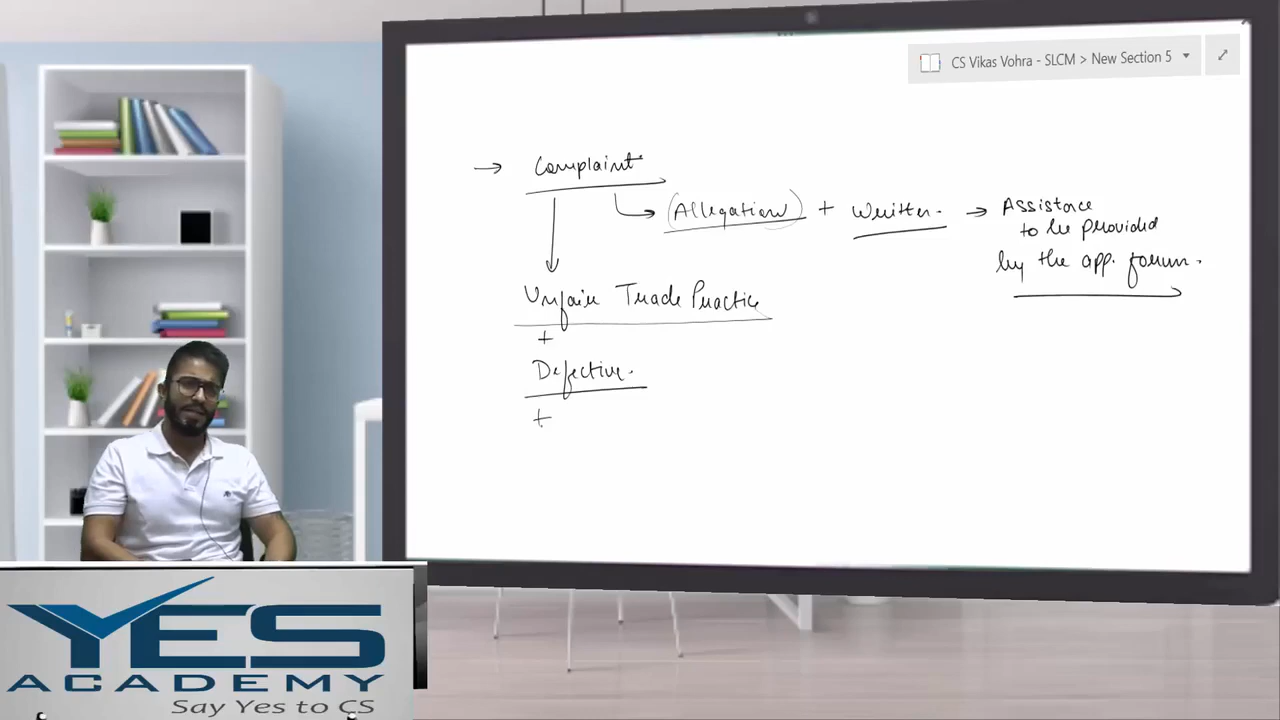 CS Vikas Vohra - SLCM > New Section 5
→ Complaint
(Allegation) + Written. → Assistance
to be provided
by the app. forum.
Unfair Trade Practice
+
Defective.
+
YES
ACADEMY
Say Yes to CS